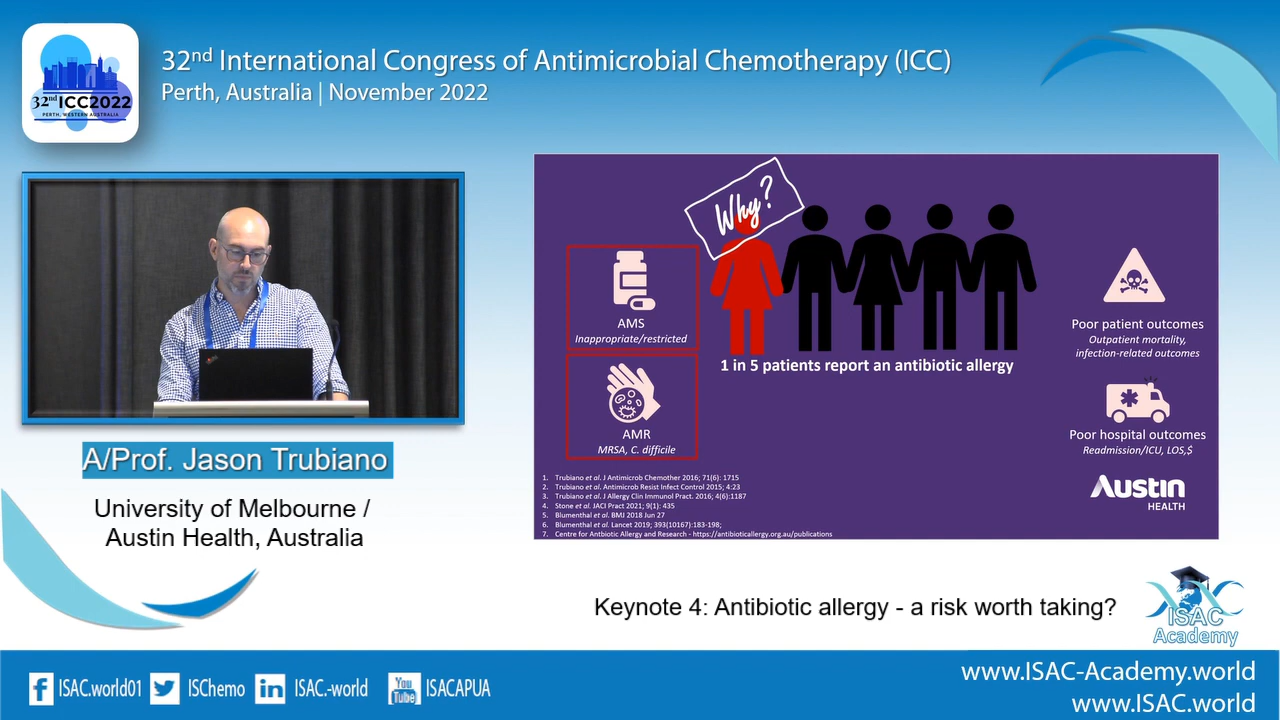 32nd International Congress of Antimicrobial Chemotherapy (ICC)
Perth, Australia | November 2022
32nd ICC2022
PERTH, WESTERN AUSTRALIA
Why?
AMS
Inappropriate/restricted
AMR
MRSA, C. difficile
1 in 5 patients report an antibiotic allergy
Poor patient outcomes
Outpatient mortality,
infection-related outcomes
Poor hospital outcomes
Readmission/ICU, LOS,$
Austin
HEALTH
1. Trubiano et al. J Antimicrob Chemother 2016; 71(6): 1715
2. Trubiano et al. Antimicrob Resist Infect Control 2015; 4:23
3. Trubiano et al. J Allergy Clin Immunol Pract. 2016; 4(6):1187
4. Stone et al. JACI Pract 2021; 9(1): 435
5. Blumenthal et al. BMJ 2018 Jun 27
6. Blumenthal et al. Lancet 2019; 393(10167):183-198;
7. Centre for Antbiotic Allergy and Research - https://antibioticallergy.org.au/publications
A/Prof. Jason Trubiano
University of Melbourne /
Austin Health, Australia
Keynote 4: Antibiotic allergy - a risk worth taking?
ISAC
Academy
ISAC.world01
ISChemo
ISAC.-world
You
Tube
ISACAPUA
www.ISAC-Academy.world
www.ISAC.world